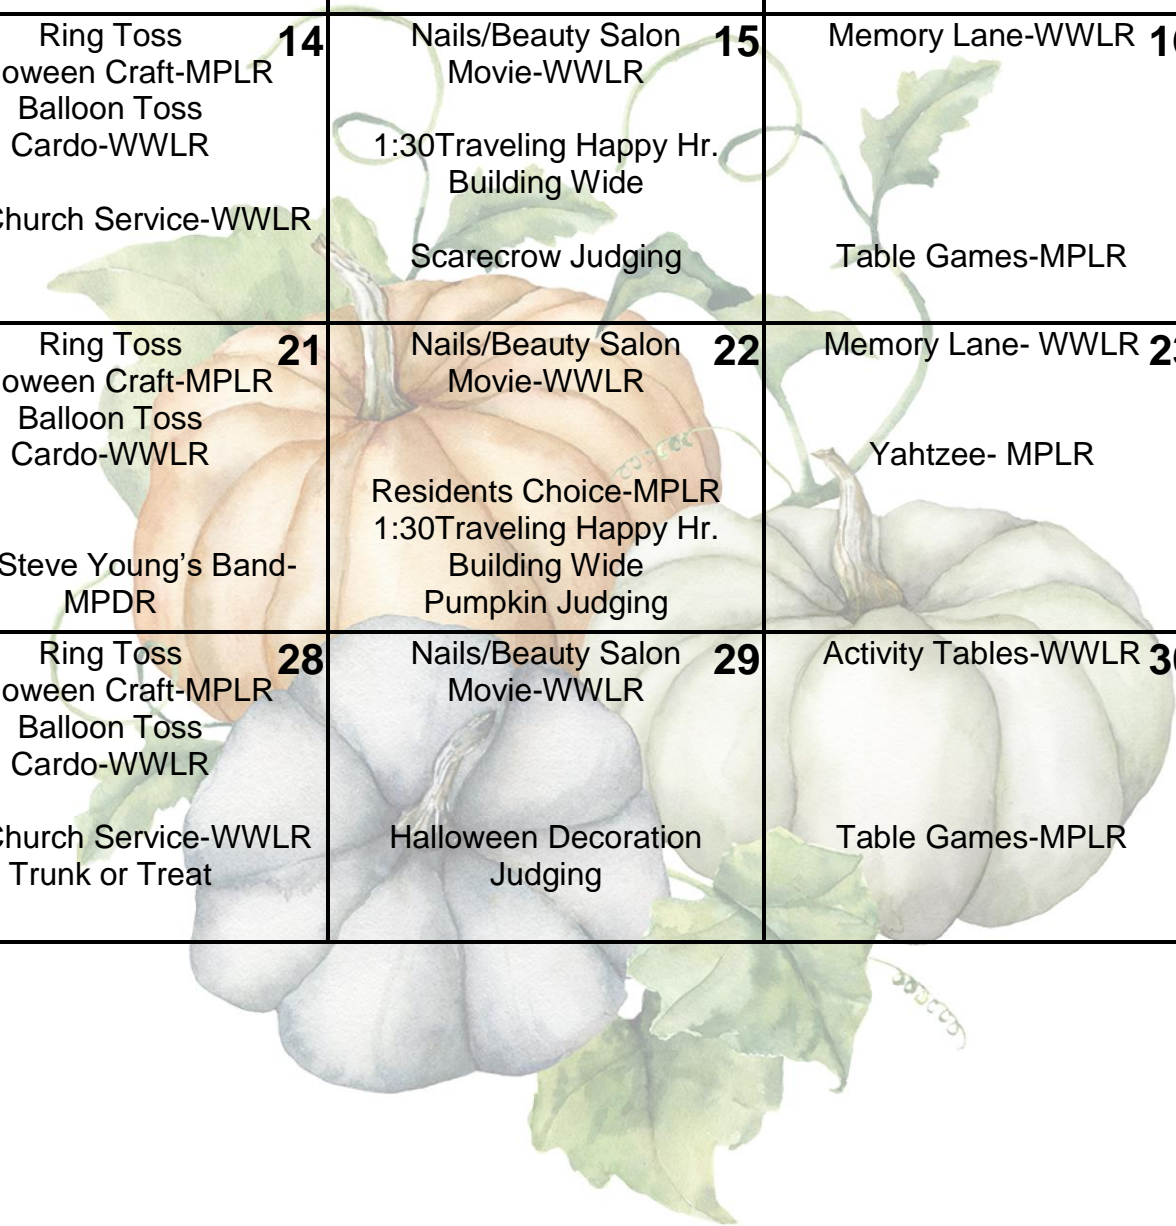 Ring Toss 14
oween Craft-MPLR
Balloon Toss
Cardo-WWLR
Church Service-WWLR
Nails/Beauty Salon 15
Movie-WWLR
1:30Traveling Happy Hr.
Building Wide
Scarecrow Judging
Memory Lane-WWLR 1
Table Games-MPLR
Ring Toss 21
oween Craft-MPLR
Balloon Toss
Cardo-WWLR
Steve Young’s Band-
MPDR
Nails/Beauty Salon 22
Movie-WWLR
Residents Choice-MPLR
1:30Traveling Happy Hr.
Building Wide
Pumpkin Judging
Memory Lane- WWLR 2
Yahtzee- MPLR
Ring Toss 28
oween Craft-MPLR
Balloon Toss
Cardo-WWLR
Church Service-WWLR
Trunk or Treat
Nails/Beauty Salon 29
Movie-WWLR
Halloween Decoration
Judging
Activity Tables-WWLR 3
Table Games-MPLR